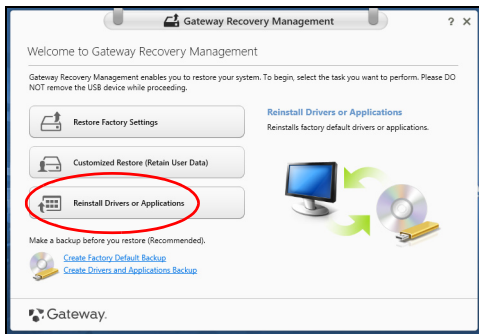 Gateway Recovery Management
? X
Welcome to Gateway Recovery Management
Gateway Recovery Management enables you to restore your system. To begin, select the task you want to perform. Please DO
NOT remove the USB device while proceeding.
Restore Factory Settings
Customized Restore (Retain User Data)
Reinstall Drivers or Applications
Reinstall Drivers or Applications
Reinstalls factory default drivers or applications.
Make a backup before you restore (Recommended).
Create Factory Default Backup
Create Drivers and Applications Backup
Gateway.